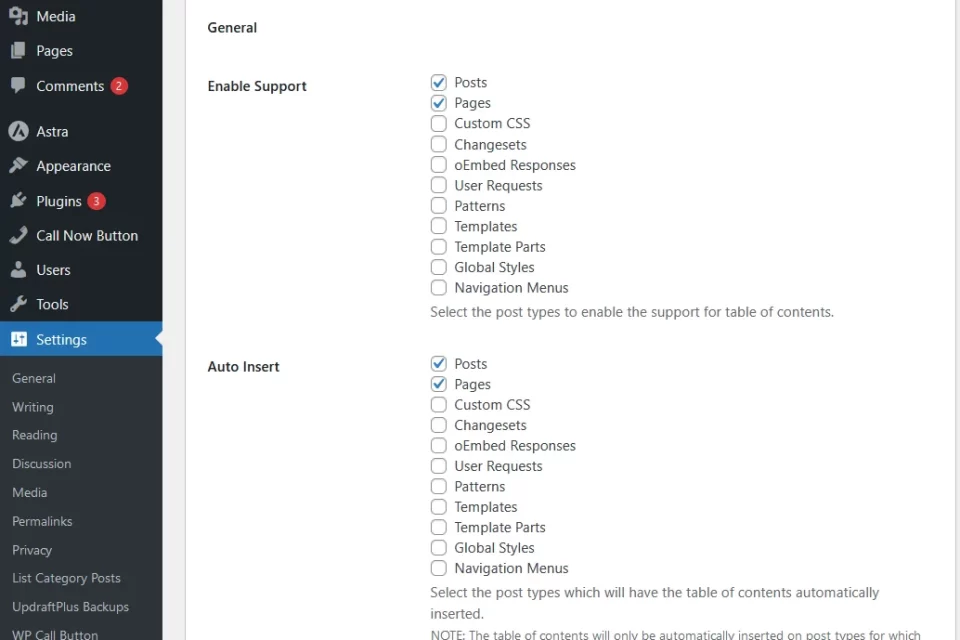 Media
Pages
Comments 2
Astra
Appearance
Plugins 3
Call Now Button
Users
Tools
Settings
General
Writing
Reading
Discussion
Media
Permalinks
Privacy
List Category Posts
UpdraftPlus Backups
WP Call Button
General
Enable Support
Posts
Pages
Custom CSS
Changesets
oEmbed Responses
User Requests
Patterns
Templates
Template Parts
Global Styles
Navigation Menus
Select the post types to enable the support for table of contents.
Auto Insert
Posts
Pages
Custom CSS
Changesets
oEmbed Responses
User Requests
Patterns
Templates
Template Parts
Global Styles
Navigation Menus
Select the post types which will have the table of contents automatically
inserted.
NOTE: The table of contents will only be automatically inserted on post types for which